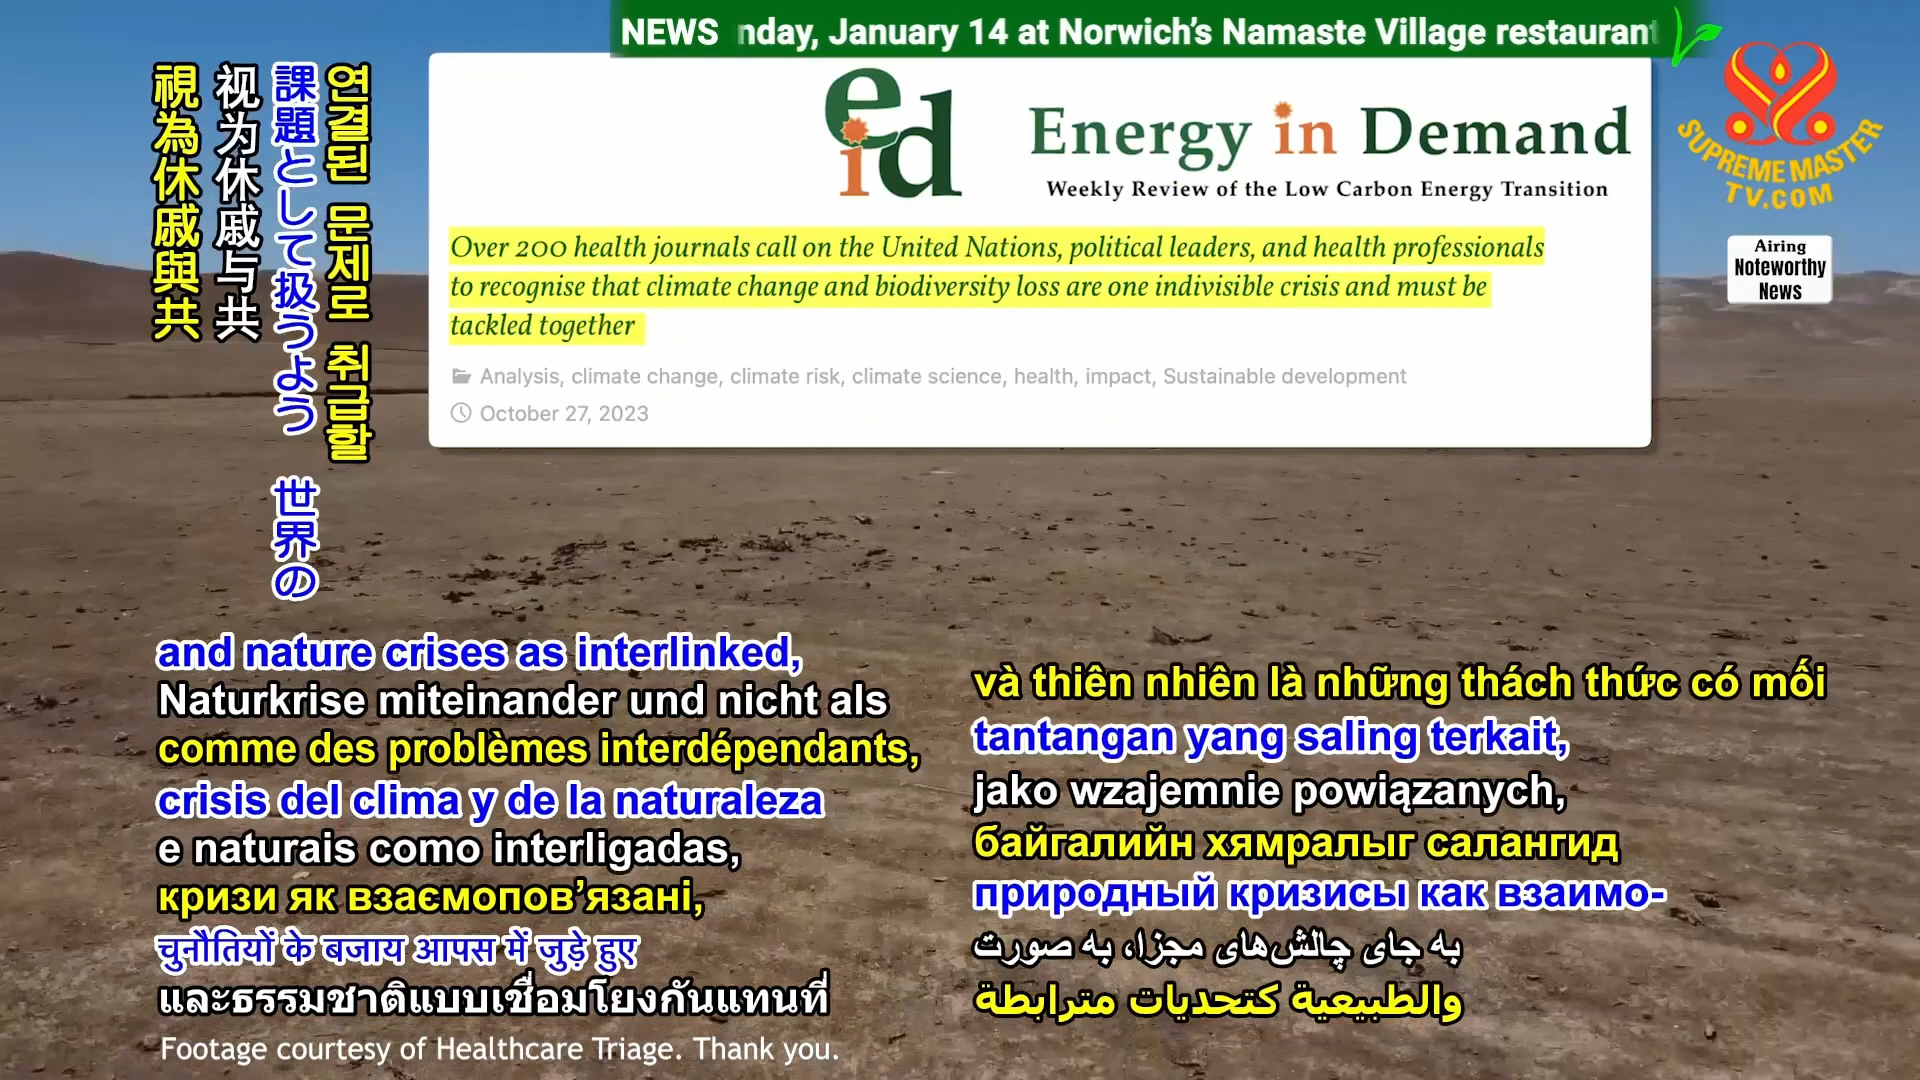 NEWS nday, January 14 at Norwich's Namaste Village restaurant
eid
Energy in Demand
Weekly Review of the Low Carbon Energy Transition
SUPREME MASTER
TV.COM
Airing
Noteworthy
News
Over 200 health journals call on the United Nations, political leaders, and health professionals
to recognise that climate change and biodiversity loss are one indivisible crisis and must be
tackled together
Analysis, climate change, climate risk, climate science, health, impact, Sustainable development
October 27, 2023
연결된 문제로 취급할
課題として扱うよう 世界の
视为休戚与共
視為休戚與共
and nature crises as interlinked,
Naturkrise miteinander und nicht als
comme des problèmes interdépendants,
crisis del clima y de la naturaleza
e naturais como interligadas,
кризи як взаємопов’язані,
चुनौतियों के बजाय आपस में जुड़े हुए
และธรรมชาติแบบเชื่อมโยงกันแทนที่
Footage courtesy of Healthcare Triage. Thank you.
và thiên nhiên là những thách thức có mối
tantangan yang saling terkait,
jako wzajemnie powiązanych,
байгалийн хямралыг салангид
природный кризисы как взаимо-
به جای چالش‌های مجزا، به صورت
والطبيعية كتحديات مترابطة